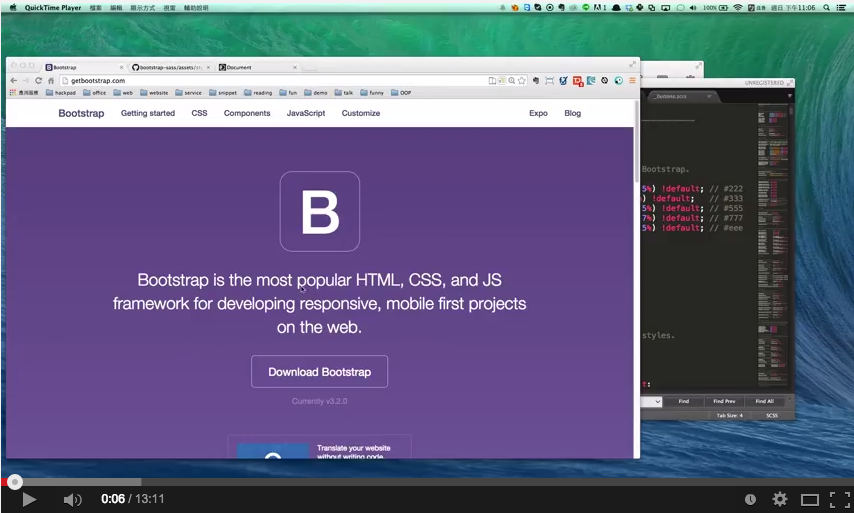 QuickTime Player 檔案 編輯 顯示方式 視窗 輔助說明
1 100% 週日 下午11:06
Bootstrap
bootstrap-sass/assets/st
Document
getbootstrap.com
應用服務 hackpad office web website service snippet reading fun demo talk funny OOP
Bootstrap Getting started CSS Components JavaScript Customize Expo Blog
B
Bootstrap is the most popular HTML, CSS, and JS
framework for developing responsive, mobile first projects
on the web.
Download Bootstrap
Currently v3.2.0
Translate your website
without writing code.
UNREGISTERED
Bootstrap.
5%) !default; // #222
%) !default; // #333
5%) !default; // #555
7%) !default; // #777
5%) !default; // #eee
styles.
t:
Find Find Prev Find All
Tab Size: 4 SCSS
0:06 / 13:11